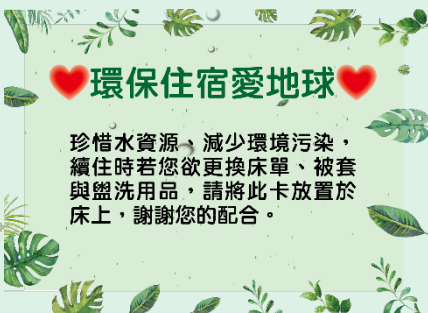 環保住宿愛地球
珍惜水資源、減少環境污染，
續住時若您欲更換床單、被套
與盥洗用品，請將此卡放置於
床上，謝謝您的配合。